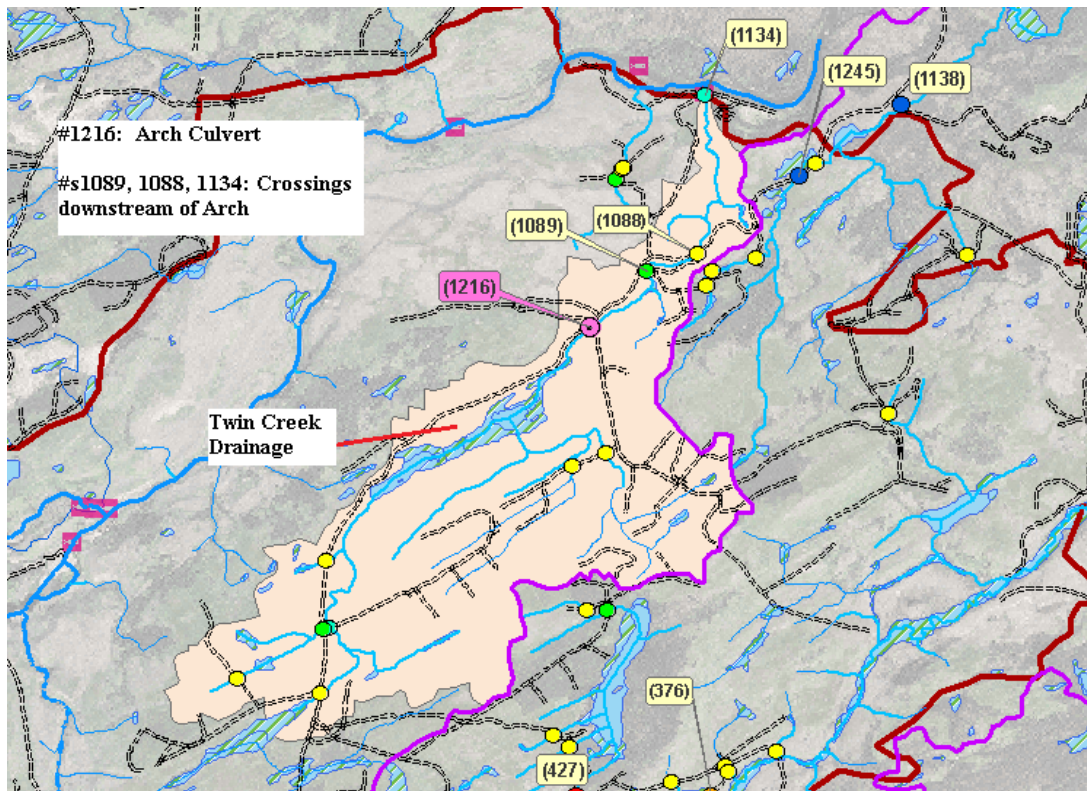 (1134)
(1245)
(1138)
#1216: Arch Culvert
#s1089, 1088, 1134: Crossings
downstream of Arch
(1089)
(1088)
(1216)
Twin Creek
Drainage
(376)
(427)